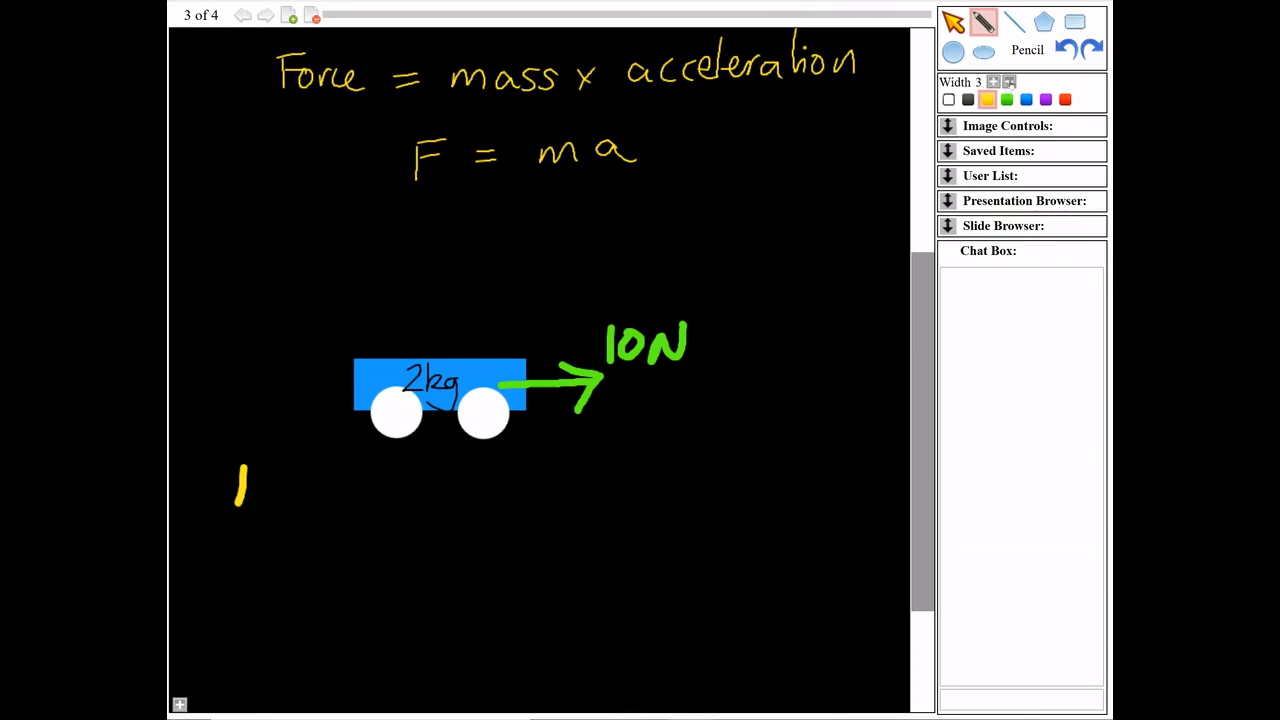 3 of 4
Pencil
Width 3
Image Controls:
Saved Items:
User List:
Presentation Browser:
Slide Browser:
Chat Box:
Force = mass x acceleration
F = ma
10N
2kg